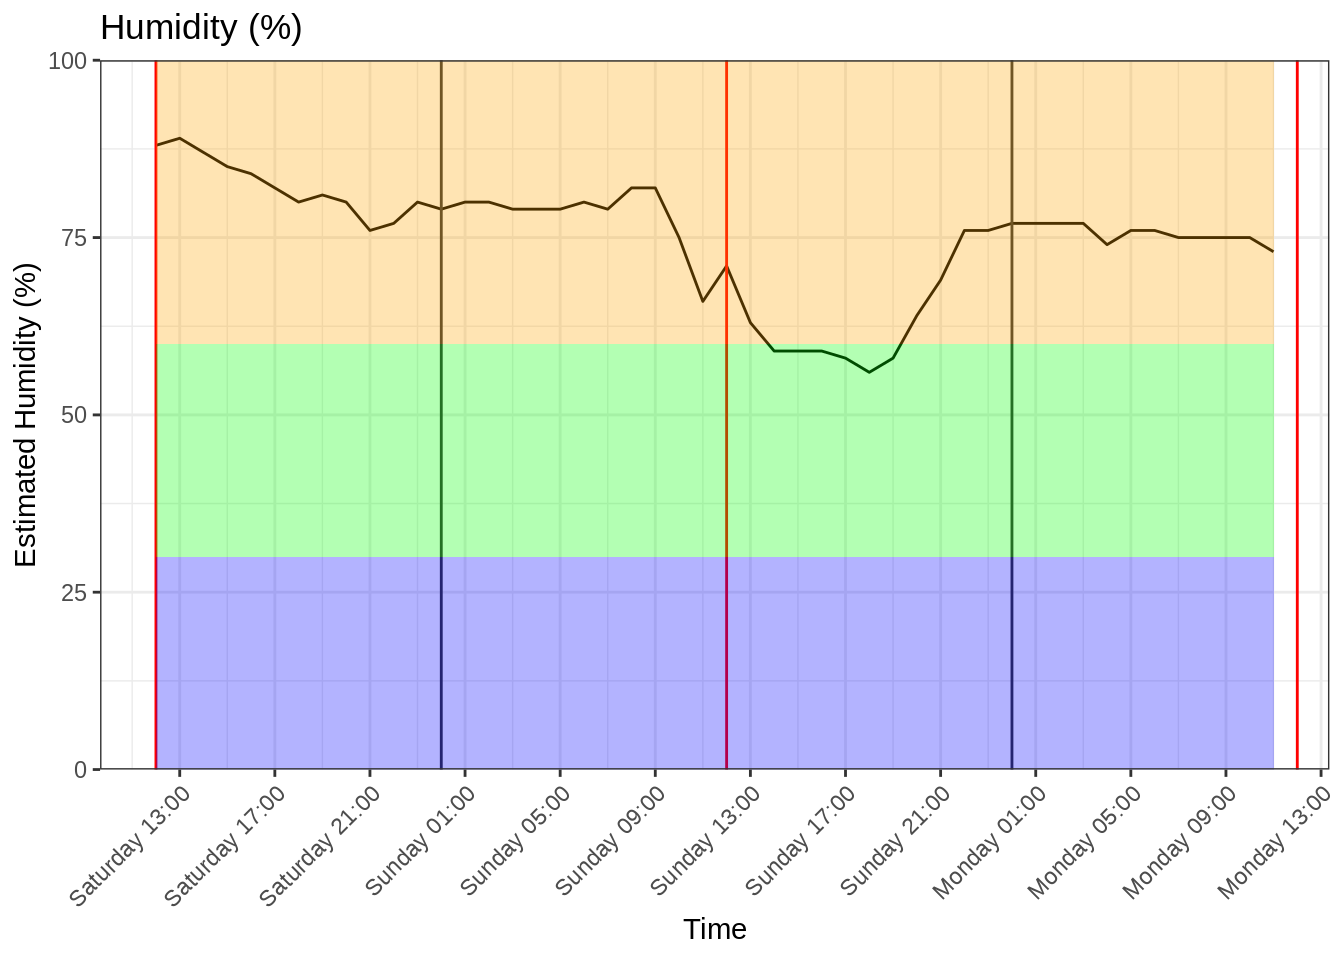 Humidity (%)
100
75
50
25
0
Estimated Humidity (%)
Saturday 13:00
Saturday 17:00
Saturday 21:00
Sunday 01:00
Sunday 05:00
Sunday 09:00
Sunday 13:00
Sunday 17:00
Sunday 21:00
Monday 01:00
Monday 05:00
Monday 09:00
Monday 13:00
Time